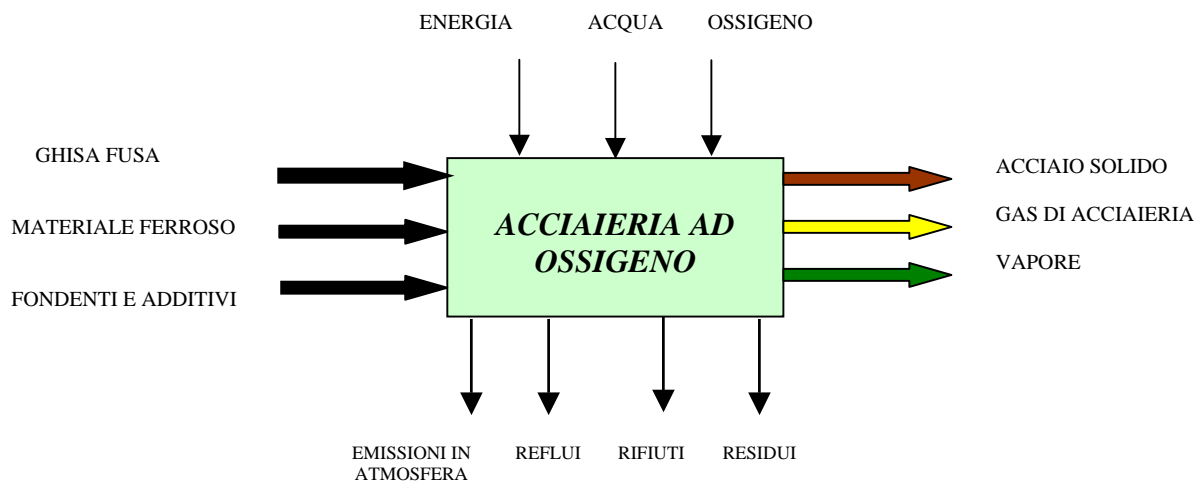 ENERGIA
ACQUA
OSSIGENO
GHISA FUSA
MATERIALE FERROSO
FONDENTI E ADDITIVI
ACCIAIERIA AD
OSSIGENO
ACCIAIO SOLIDO
GAS DI ACCIAIERIA
VAPORE
EMISSIONI IN
ATMOSFERA
REFLUI
RIFIUTI
RESIDUI